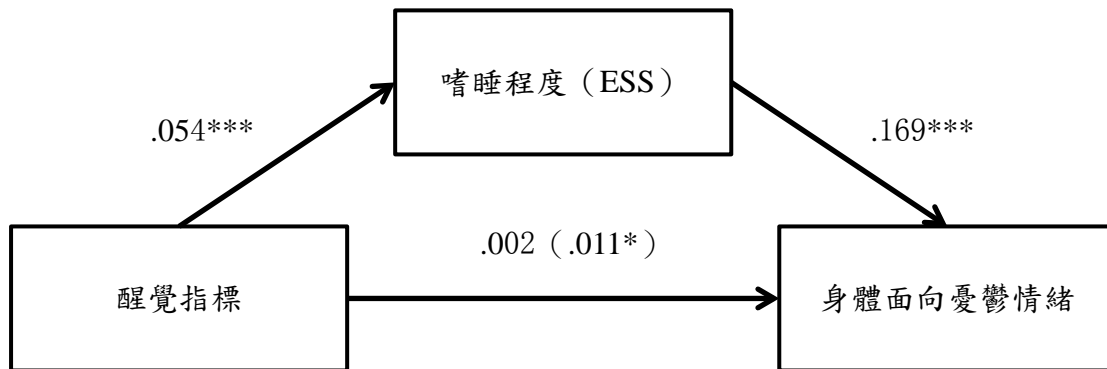 嗜睡程度（ESS）
.054***
.169***
.002（.011*）
醒覺指標
身體面向憂鬱情緒